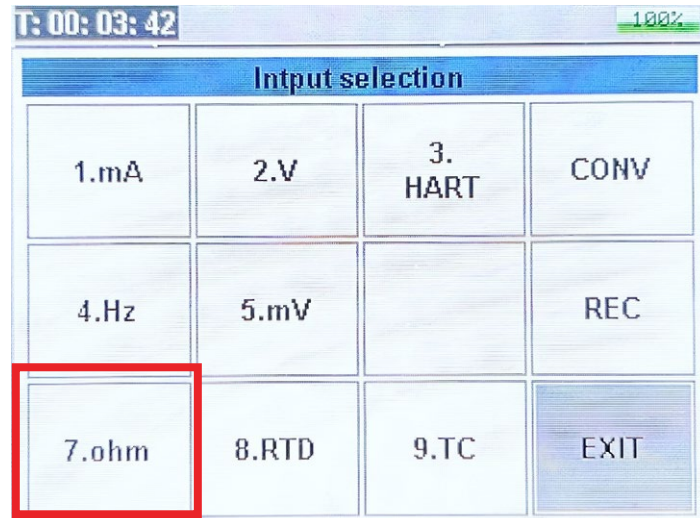 T: 00: 03: 42 100%
Intput selection
1.mA 2.V 3. HART CONV
4.Hz 5.mV REC
7.ohm 8.RTD 9.TC EXIT